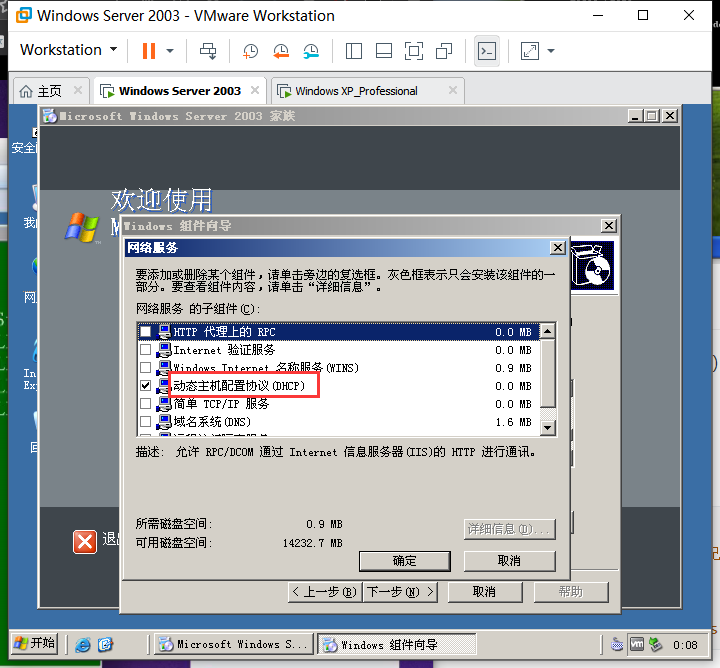 Windows Server 2003 - VMware Workstation
Workstation
主页
Windows Server 2003
Windows XP_Professional
Microsoft Windows Server 2003 家族
安全
欢迎使用
M
我
Windows 组件向导
网络服务
要添加或删除某个组件，请单击旁边的复选框。灰色框表示只会安装该组件的一
部分。要查看组件内容，请单击“详细信息”。
网络服务 的子组件(C):
网
HTTP 代理上的 RPC 0.0 MB
Internet 验证服务 0.0 MB
Windows Internet 名称服务(WINS) 0.9 MB
In
动态主机配置协议(DHCP) 0.0 MB
Ex
简单 TCP/IP 服务 0.0 MB
域名系统(DNS) 1.6 MB
回
描述: 允许 RPC/DCOM 通过 Internet 信息服务器(IIS)的 HTTP 进行通讯。
所需磁盘空间: 0.9 MB
详细信息(D)...
可用磁盘空间: 14232.7 MB
退出
确定
取消
< 上一步(B)
下一步(N) >
取消
帮助
开始
Microsoft Windows S...
Windows 组件向导
vm
0:08